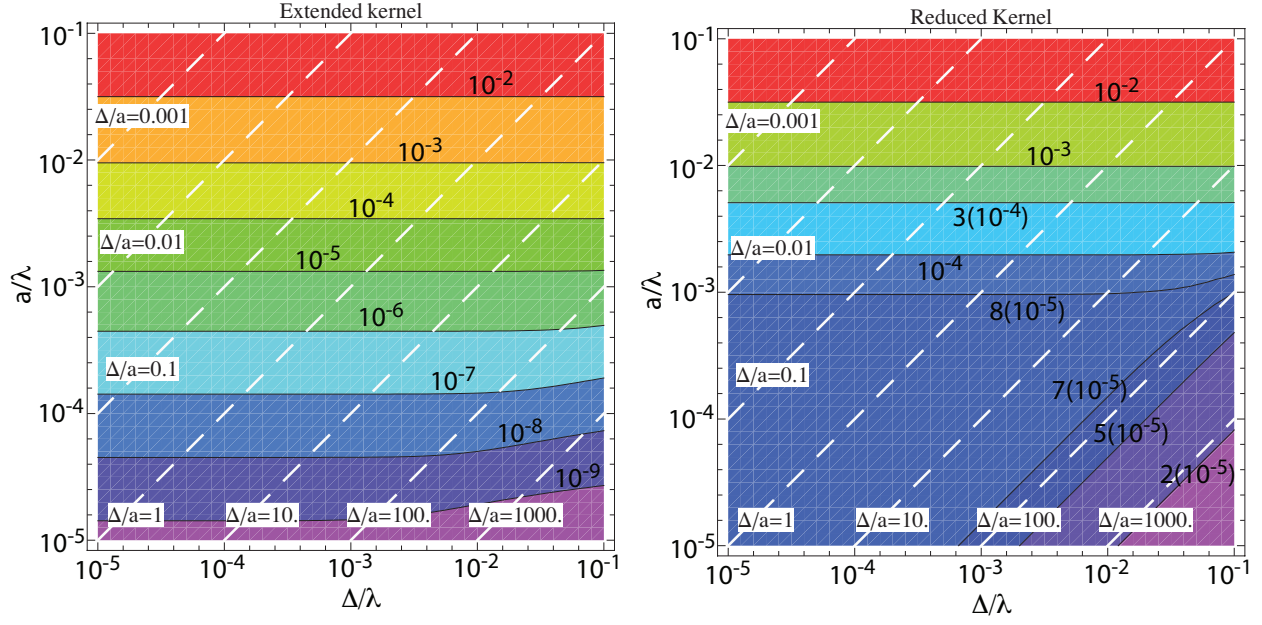 Extended kernel
10⁻¹
10⁻²
10⁻³
10⁻⁴
10⁻⁵
a/λ
10⁻²
Δ/a=0.001
10⁻³
10⁻⁴
Δ/a=0.01
10⁻⁵
10⁻⁶
Δ/a=0.1
10⁻⁷
10⁻⁸
10⁻⁹
Δ/a=1
Δ/a=10.
Δ/a=100.
Δ/a=1000.
10⁻⁵
10⁻⁴
10⁻³
10⁻²
10⁻¹
Δ/λ
Reduced Kernel
10⁻¹
10⁻²
10⁻³
10⁻⁴
10⁻⁵
a/λ
10⁻²
Δ/a=0.001
10⁻³
3(10⁻⁴)
Δ/a=0.01
10⁻⁴
8(10⁻⁵)
Δ/a=0.1
7(10⁻⁵)
5(10⁻⁵)
2(10⁻⁵)
Δ/a=1
Δ/a=10.
Δ/a=100.
Δ/a=1000.
10⁻⁵
10⁻⁴
10⁻³
10⁻²
10⁻¹
Δ/λ